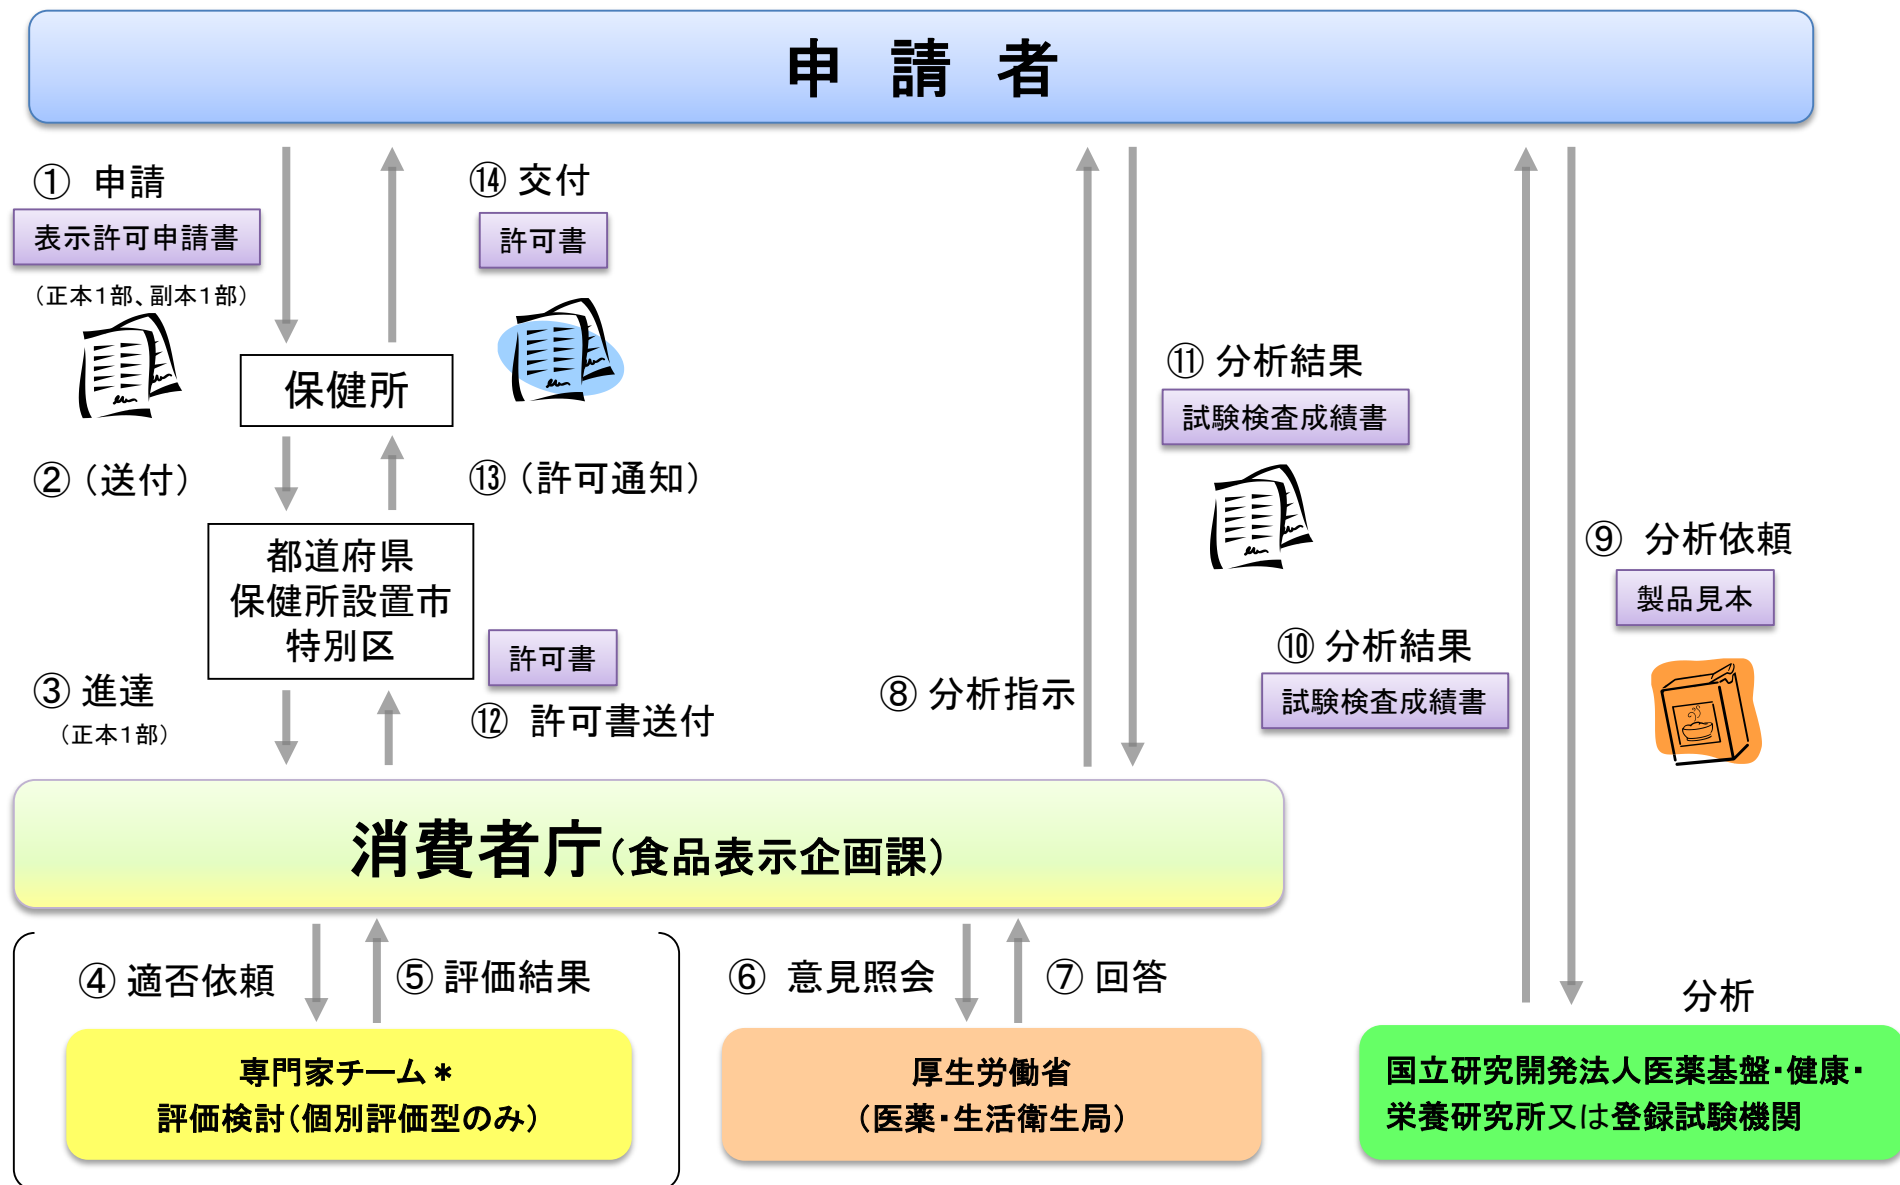 申 請 者
① 申請
表示許可申請書
（正本１部、副本１部）
⑭ 交付
許可書
保健所
② （送付）
⑬ （許可通知）
都道府県
保健所設置市
特別区
③ 進達
（正本１部）
許可書
⑫ 許可書送付
⑧ 分析指示
⑪ 分析結果
試験検査成績書
⑩ 分析結果
試験検査成績書
⑨ 分析依頼
製品見本
消費者庁（食品表示企画課）
④ 適否依頼
⑤ 評価結果
専門家チーム＊
評価検討（個別評価型のみ）
⑥ 意見照会
⑦ 回答
厚生労働省
（医薬・生活衛生局）
分析
国立研究開発法人医薬基盤・健康・
栄養研究所又は登録試験機関